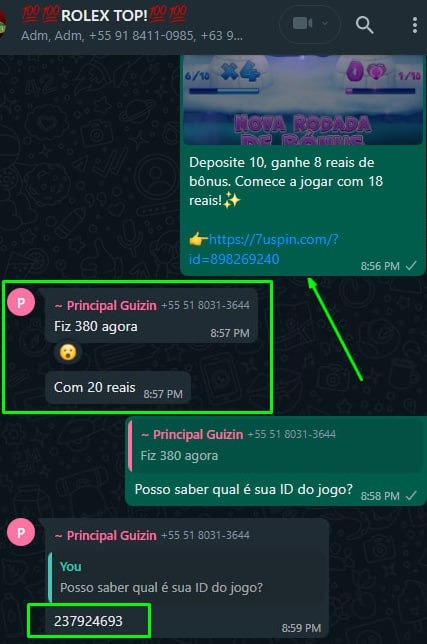 💯💯ROLEX TOP!💯💯
Adm, Adm, +55 91 8411-0985, +63 9...
6/10 X4 0 1/10
NOVA RODADA
DE BÔNUS
Deposite 10, ganhe 8 reais de
bônus. Comece a jogar com 18
reais!✨
👉https://7uspin.com/?
id=898269240
8:56 PM ✓
P
~ Principal Guizin +55 51 8031-3644
Fiz 380 agora
8:57 PM
😮
Com 20 reais 8:57 PM
~ Principal Guizin +55 51 8031-3644
Fiz 380 agora
Posso saber qual é sua ID do jogo? 8:58 PM ✓
P
~ Principal Guizin +55 51 8031-3644
You
Posso saber qual é sua ID do jogo?
237924693
8:59 PM